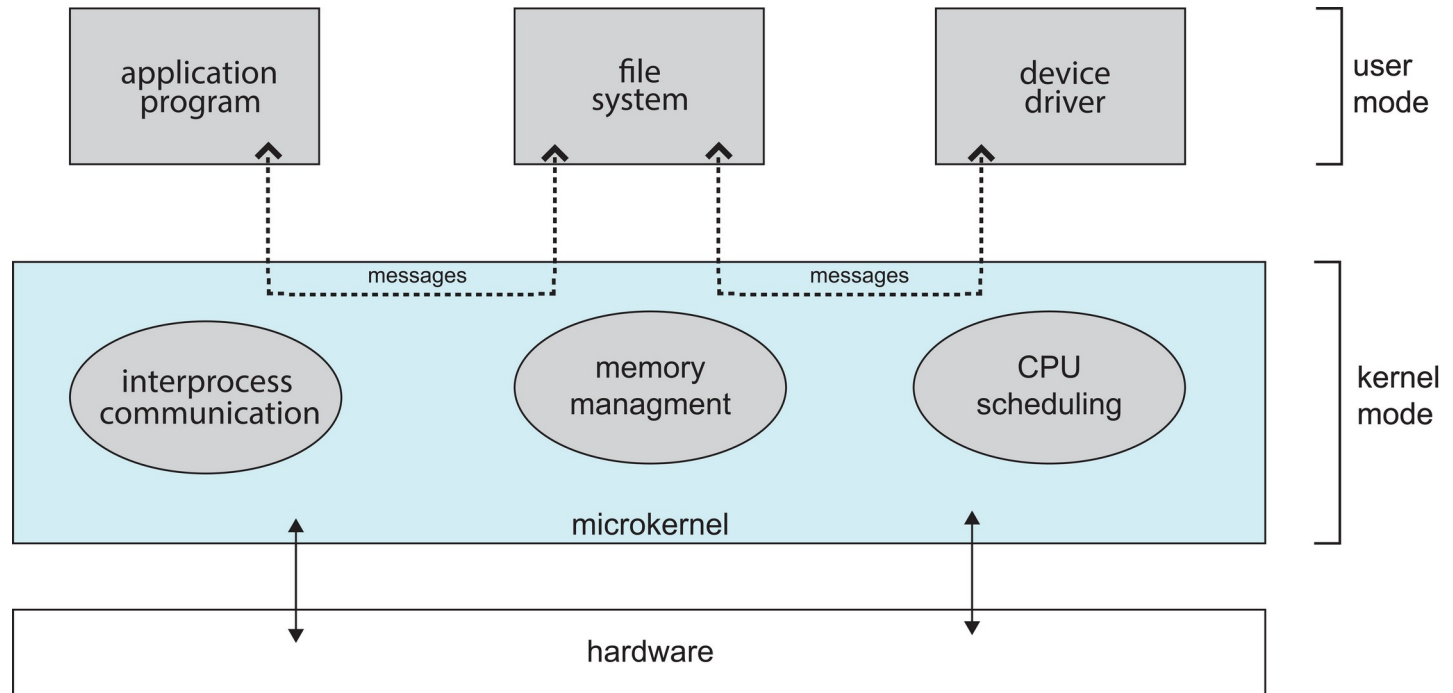 application
program
file
system
device
driver
user
mode
messages
messages
interprocess
communication
memory
managment
CPU
scheduling
kernel
mode
microkernel
hardware